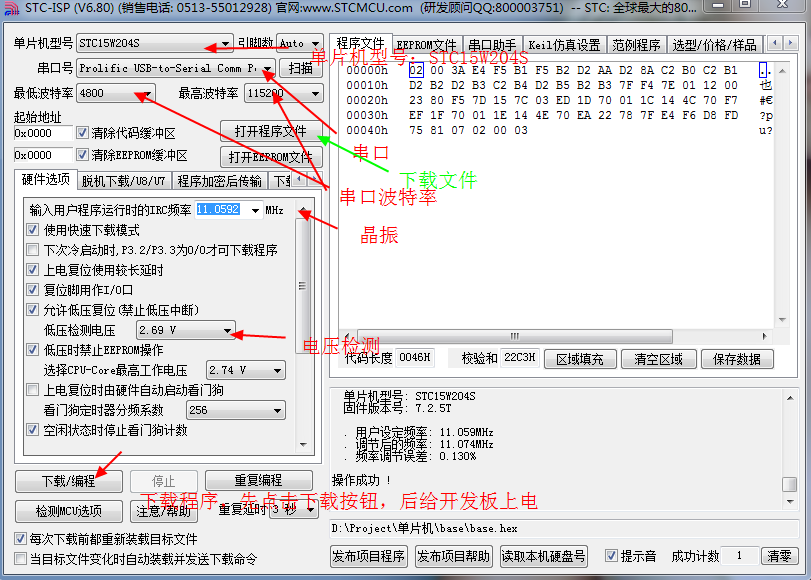 STC-ISP (V6.80) (销售电话: 0513-55012928) 官网:www.STCMCU.com (研发顾问QQ:800003751) -- STC: 全球最大的80...
单片机型号 STC15W204S 引脚数 Auto
串口号 Prolific USB-to-Serial Comm P. 扫描
最低波特率 4800 最高波特率 115200
起始地址
0x0000 清除代码缓冲区 打开程序文件
0x0000 清除EEPROM缓冲区 打开EEPROM文件
硬件选项 脱机下载/U8/U7 程序加密后传输 下
输入用户程序运行时的IRC频率 11.0592 MHz
使用快速下载模式
下次冷启动时,P3.2/P3.3为0/0才可下载程序
上电复位使用较长延时
复位脚用作I/O口
允许低压复位(禁止低压中断)
低压检测电压 2.69 V
低压时禁止EEPROM操作
选择CPU-Core最高工作电压 2.74 V
上电复位时由硬件自动启动看门狗
看门狗定时器分频系数 256
空闲状态时停止看门狗计数
下载/编程 停止 重复编程
检测MCU选项 注意/帮助 重复延时 3 秒
每次下载前都重新装载目标文件
当目标文件变化时自动装载并发送下载命令
程序文件 EEPROM文件 串口助手 Keil仿真设置 范例程序 选型/价格/样品
00000h 02 00 3A E4 F5 B1 F5 B2 D2 AA D2 8A C2 B0 C2 B1 .
00010h D2 B2 D2 B3 C2 B4 D2 B5 B2 B3 7F F4 7E 01 12 00 也
00020h 23 80 F5 7D 15 7C 03 ED 1D 70 01 1C 14 4C 70 F7 #€
00030h EF 1F 70 01 1E 14 4E 70 EA 22 78 7F E4 F6 D8 FD ?p
00040h 75 81 07 02 00 03 u?
代码长度 0046H 校验和 22C3H 区域填充 清空区域 保存数据
单片机型号: STC15W204S
固件版本号: 7.2.5T
. 用户设定频率: 11.059MHz
. 调节后的频率: 11.074MHz
. 频率调节误差: 0.130%
操作成功 !
D:\Project\单片机\base\base.hex
发布项目程序 发布项目帮助 读取本机硬盘号 提示音 成功计数 1 清零
单片机型号：STC15W204S
串口
下载文件
串口波特率
晶振
电压检测
下载程序，先点击下载按钮，后给开发板上电